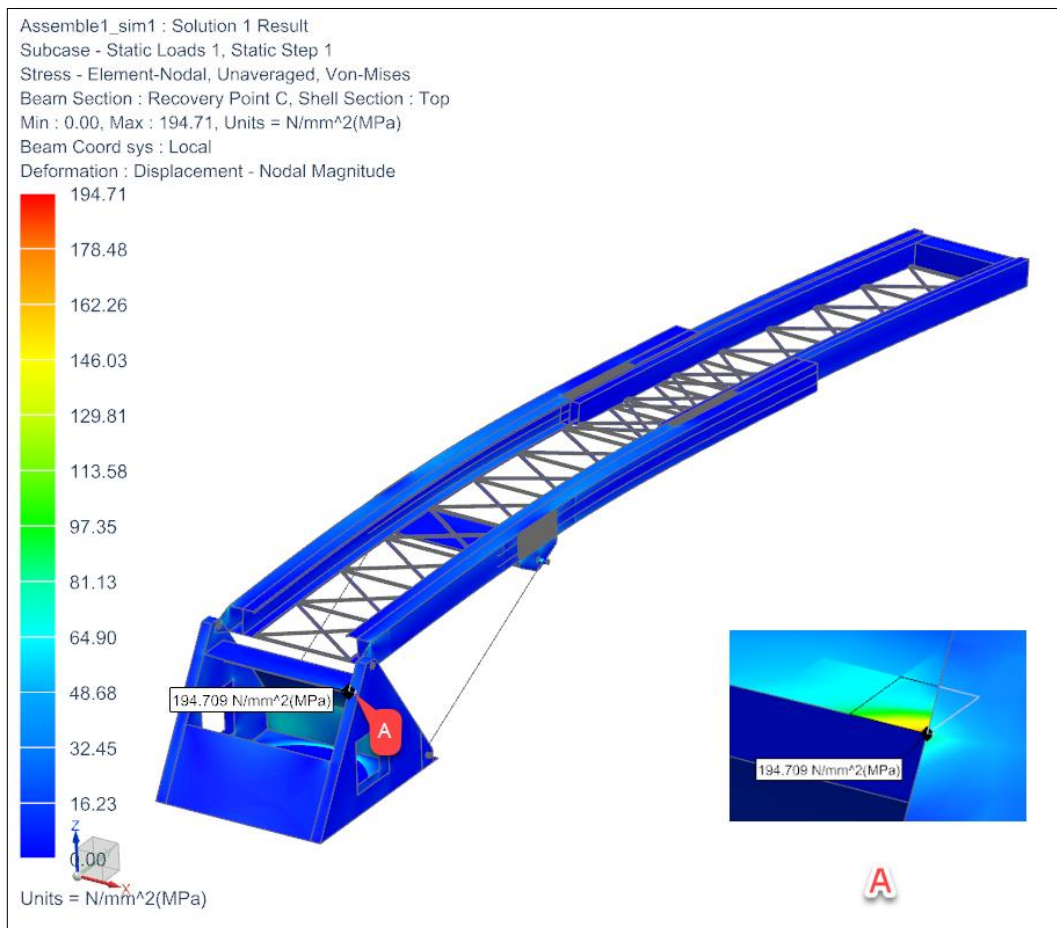 Assemble1_sim1 : Solution 1 Result
Subcase - Static Loads 1, Static Step 1
Stress - Element-Nodal, Unaveraged, Von-Mises
Beam Section : Recovery Point C, Shell Section : Top
Min : 0.00, Max : 194.71, Units = N/mm^2(MPa)
Beam Coord sys : Local
Deformation : Displacement - Nodal Magnitude
194.71
178.48
162.26
146.03
129.81
113.58
97.35
81.13
64.90
48.68
32.45
16.23
0.00
194.709 N/mm^2(MPa)
A
194.709 N/mm^2(MPa)
A
Z
X
Units = N/mm^2(MPa)